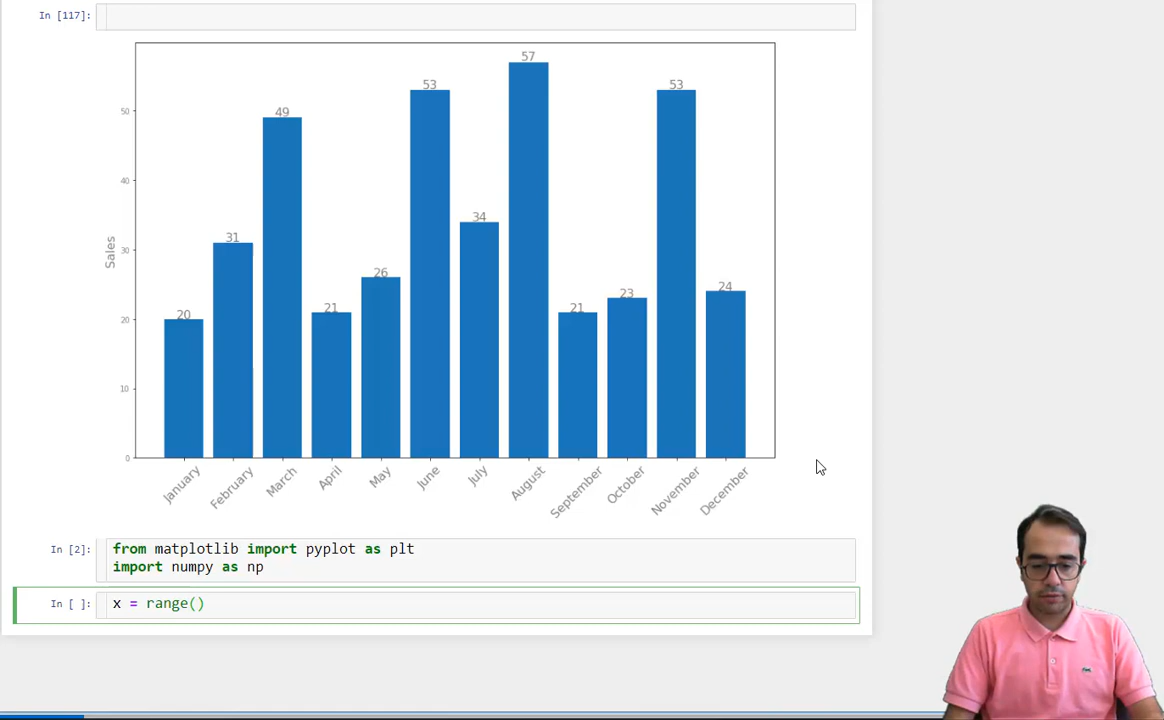 In [117]:
57
53
53
50
49
40
34
31
Sales
30
26
24
23
21
21
20
20
10
0
January
February
March
April
May
June
July
August
September
October
November
December
In [2]:
from matplotlib import pyplot as plt
import numpy as np
In [ ]:
x = range()